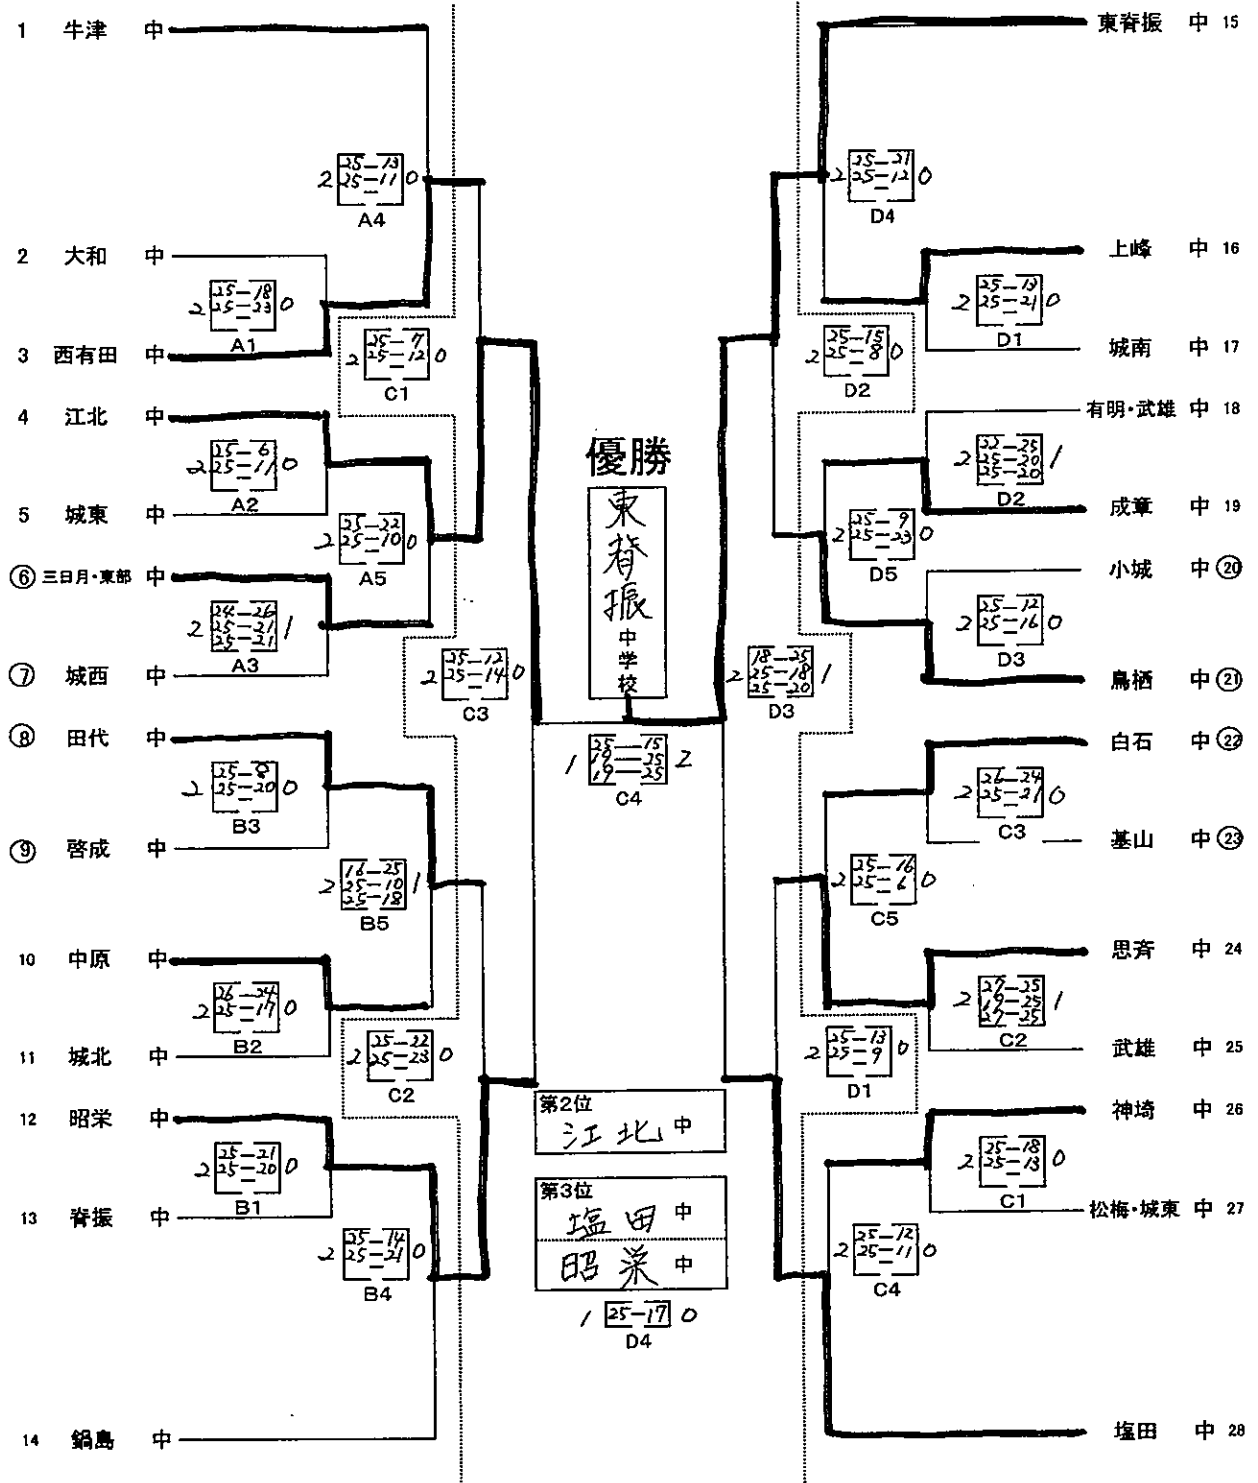 1 牛津 中
2 25-13 0
25-11
-
A4
2 大和 中
2 25-18 0
25-23
-
A1
3 西有田 中
2 25-7 0
25-12
-
C1
4 江北 中
2 25-6 0
25-11
-
A2
5 城東 中
2 25-22 0
25-10
-
A5
⑥ 三日月・東部 中
2 24-26 1
25-21
25-21
A3
⑦ 城西 中
2 25-12 0
25-14
-
C3
⑧ 田代 中
2 25-8 0
25-20
-
B3
⑨ 啓成 中
2 16-25 1
25-10
25-18
B5
10 中原 中
2 26-24 0
25-17
-
B2
11 城北 中
2 25-22 0
25-23
-
C2
12 昭栄 中
2 25-21 0
25-20
-
B1
13 脊振 中
2 25-14 0
25-21
-
B4
14 鍋島 中
優勝
東脊振中学校
1 25-15 2
19-25
17-25
C4
第2位
江北 中
第3位
塩田 中
昭栄 中
1 25-17 0
D4
東脊振 中 15
2 25-21 0
25-12
-
D4
上峰 中 16
2 25-13 0
25-21
-
D1
城南 中 17
2 25-15 0
25-8
-
D2
有明・武雄 中 18
2 22-25 1
25-20
25-20
D2
成章 中 19
2 25-9 0
25-23
-
D5
小城 中 ⑳
2 25-12 0
25-16
-
D3
鳥栖 中 ㉑
2 18-25 1
25-18
25-20
D3
白石 中 ㉒
2 26-24 0
25-21
-
C3
基山 中 ㉓
2 25-16 0
25-6
-
C5
思斉 中 24
2 27-25 1
19-25
27-25
C2
武雄 中 25
2 25-13 0
25-9
-
D1
神埼 中 26
2 25-18 0
25-13
-
C1
松梅・城東 中 27
2 25-12 0
25-11
-
C4
塩田 中 28